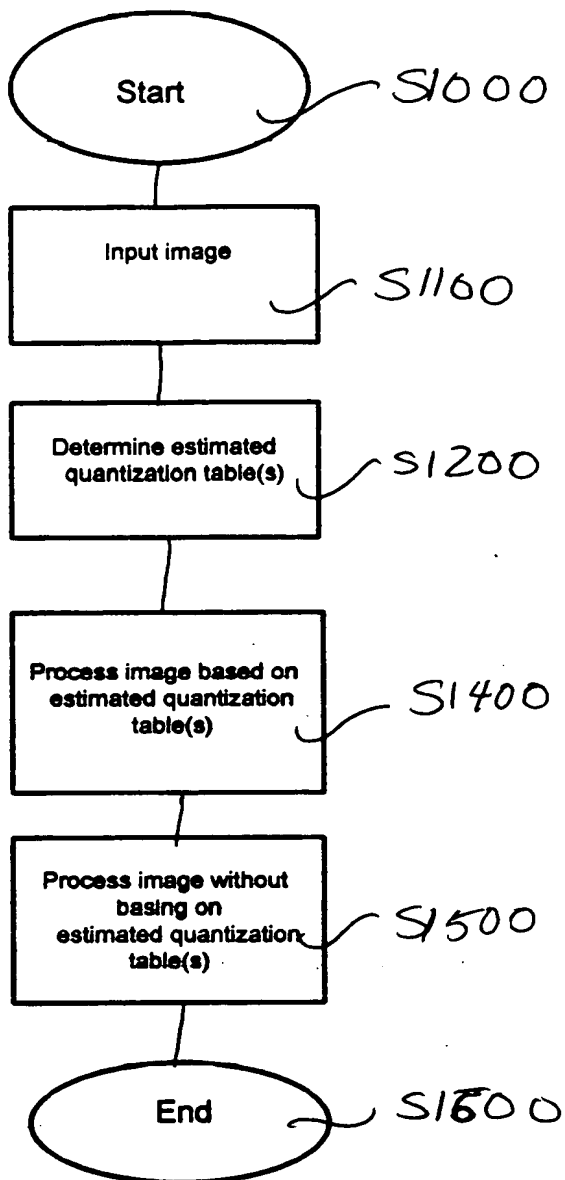 Start
S1000
Input image
S1100
Determine estimated
quantization table(s)
S1200
Process image based on
estimated quantization
table(s)
S1400
Process image without
basing on
estimated quantization
table(s)
S1500
End
S1600